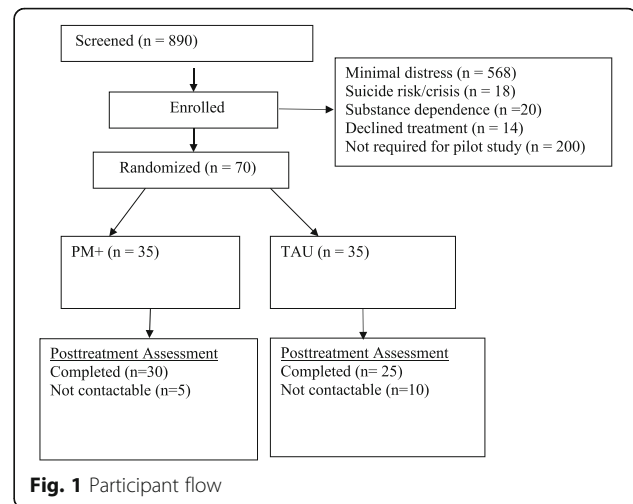 Screened (n = 890)
Minimal distress (n = 568)
Suicide risk/crisis (n = 18)
Substance dependence (n =20)
Declined treatment (n = 14)
Not required for pilot study (n = 200)
Enrolled
Randomized (n = 70)
PM+ (n = 35)
TAU (n = 35)
Posttreatment Assessment
Completed (n=30)
Not contactable (n=5)
Posttreatment Assessment
Completed (n= 25)
Not contactable (n=10)
Fig. 1 Participant flow